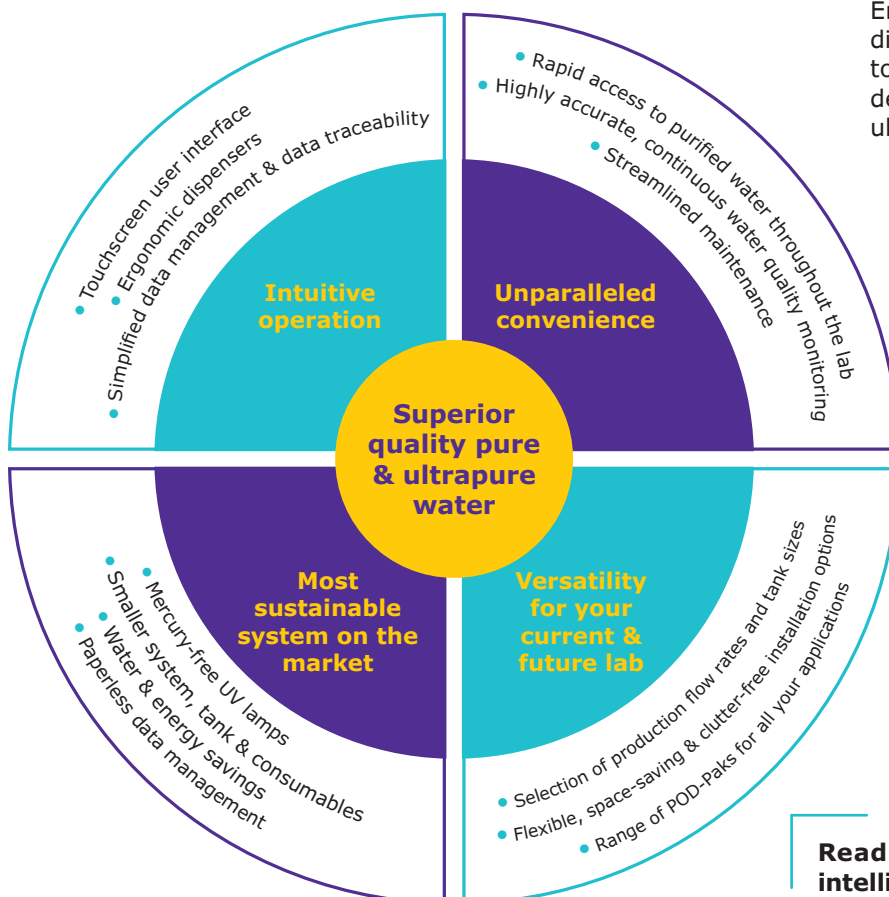 • Touchscreen user interface
• Ergonomic dispensers
• Simplified data management & data traceability
Intuitive
operation
• Rapid access to purified water throughout the lab
• Highly accurate, continuous water quality monitoring
• Streamlined maintenance
Unparalleled
convenience
Superior
quality pure
& ultrapure
water
Most
sustainable
system on the
market
• Mercury-free UV lamps
• Smaller system, tank & consumables
• Water & energy savings
• Paperless data management
Versatility
for your
current &
future lab
• Selection of production flow rates and tank sizes
• Flexible, space-saving & clutter-free installation options
• Range of POD-Paks for all your applications
to
Read